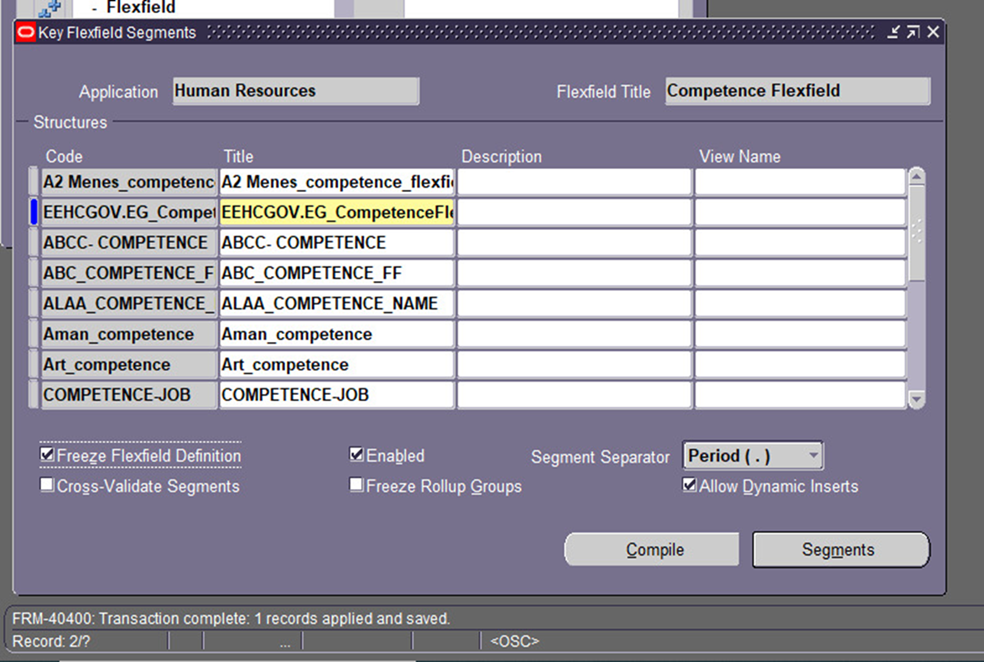 - Flexfield
Key Flexfield Segments
Application Human Resources Flexfield Title Competence Flexfield
Structures
Code Title Description View Name
A2 Menes_competenc A2 Menes_competence_flexfi
EEHCGOV.EG_Compet EEHCGOV.EG_CompetenceFle
ABCC- COMPETENCE ABCC- COMPETENCE
ABC_COMPETENCE_F ABC_COMPETENCE_FF
ALAA_COMPETENCE_ ALAA_COMPETENCE_NAME
Aman_competence Aman_competence
Art_competence Art_competence
COMPETENCE-JOB COMPETENCE-JOB
Freeze Flexfield Definition Enabled Segment Separator Period ( . )
Cross-Validate Segments Freeze Rollup Groups Allow Dynamic Inserts
Compile Segments
FRM-40400: Transaction complete: 1 records applied and saved.
Record: 2/? ... <OSC>